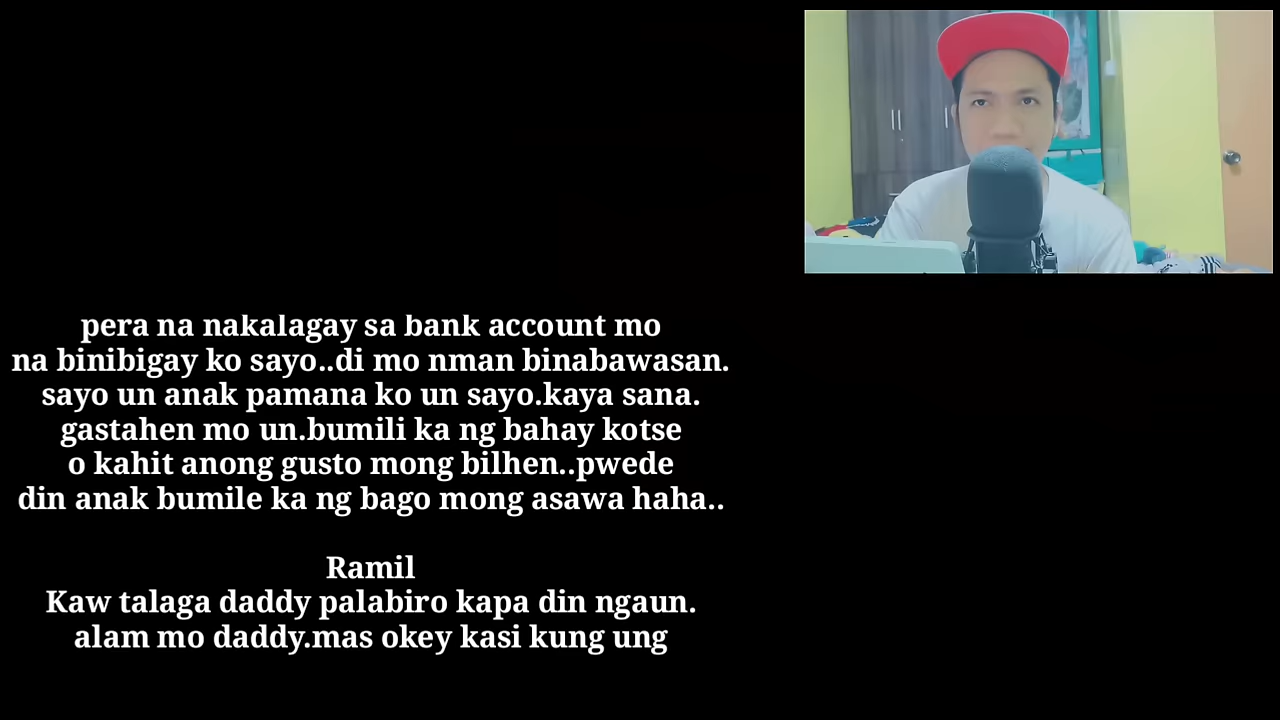 pera na nakalagay sa bank account mo
na binibigay ko sayo..di mo nman binabawasan.
sayo un anak pamana ko un sayo.kaya sana.
gastahen mo un.bumili ka ng bahay kotse
o kahit anong gusto mong bilhen..pwede
din anak bumile ka ng bago mong asawa haha..
Ramil
Kaw talaga daddy palabiro kapa din ngaun.
alam mo daddy.mas okey kasi kung ung